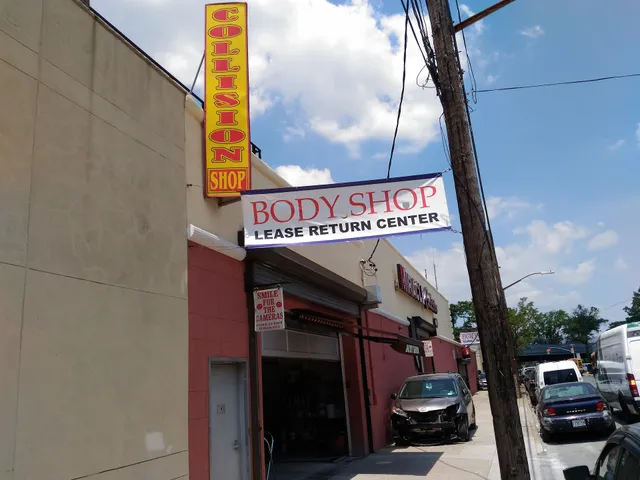 COLLISION
SHOP
BODY SHOP
LEASE RETURN CENTER
SMILE
FOR
THE
CAMERAS